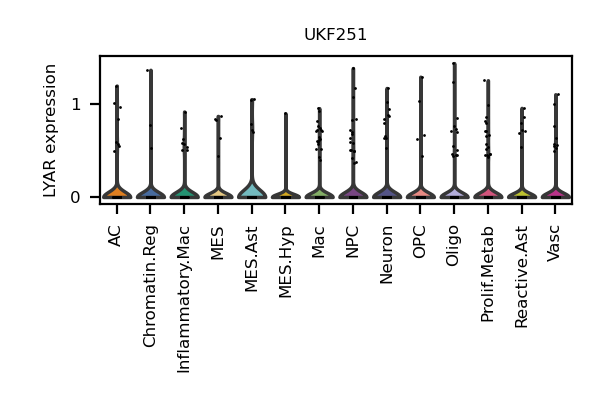 UKF251
LYAR expression
1
0
AC
Chromatin.Reg
Inflammatory.Mac
MES
MES.Ast
MES.Hyp
Mac
NPC
Neuron
OPC
Oligo
Prolif.Metab
Reactive.Ast
Vasc